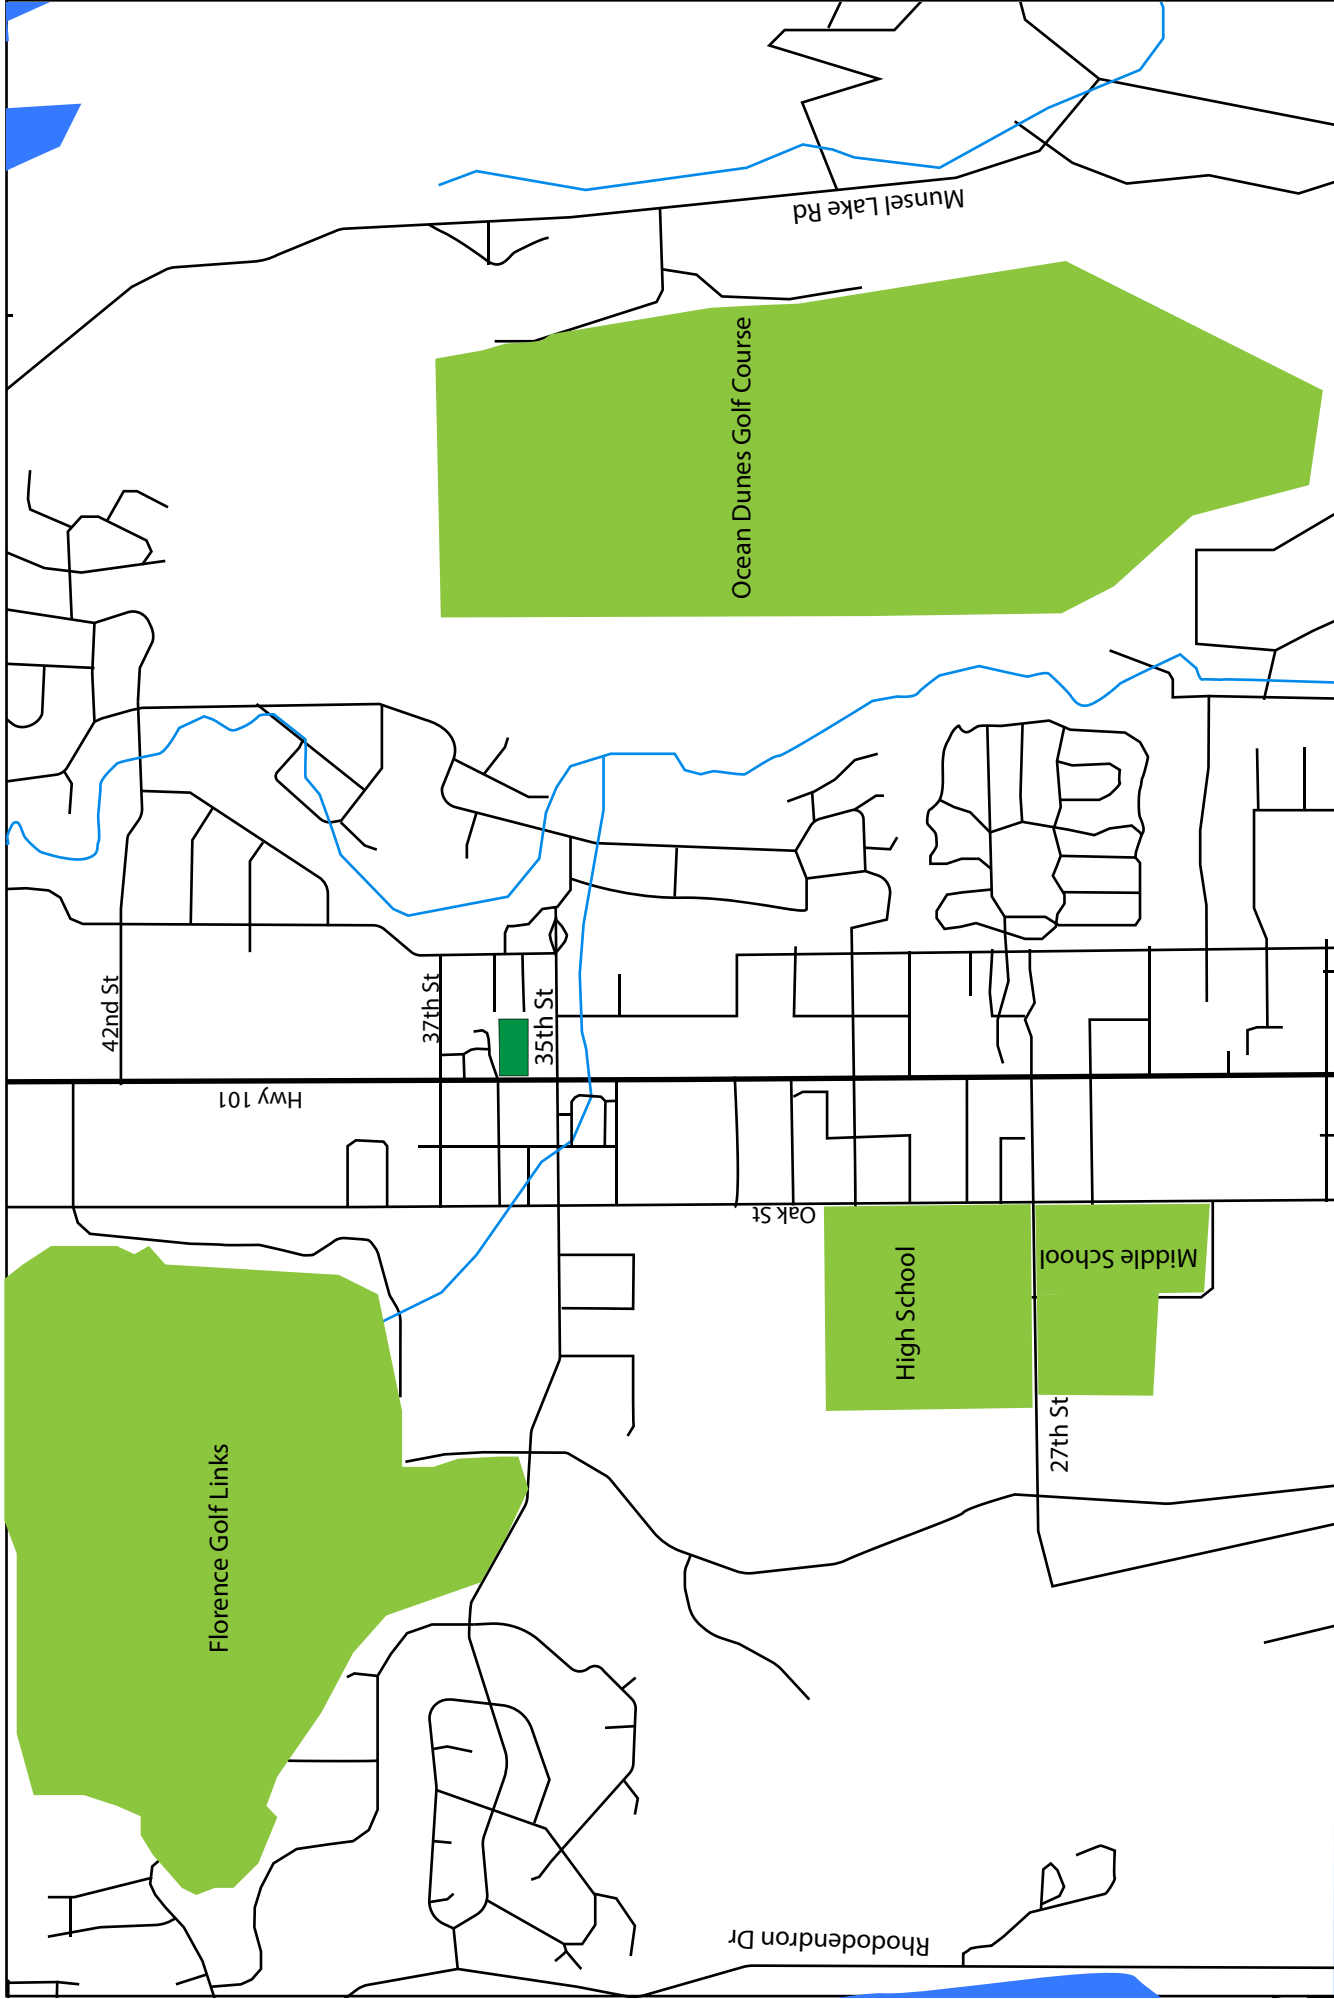 Munsel Lake Rd
Ocean Dunes Golf Course
42nd St
37th St
35th St
Hwy 101
Oak St
High School
Middle School
27th St
Florence Golf Links
Rhododendron Dr